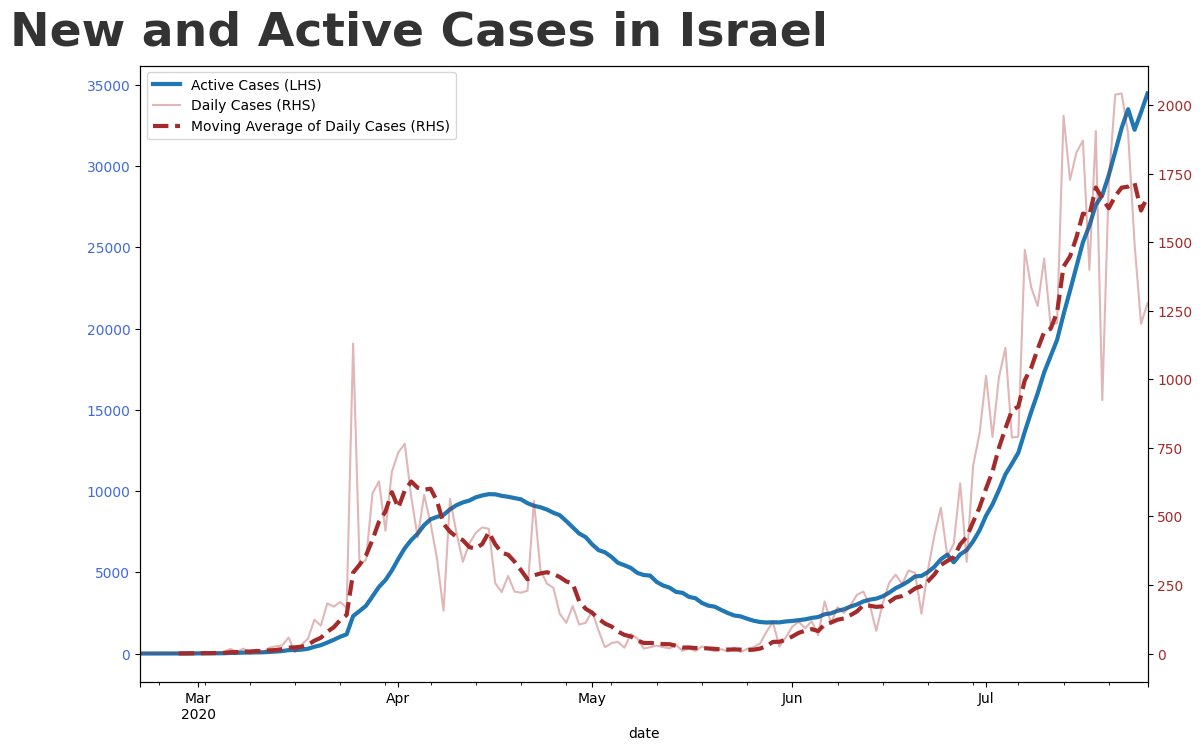 New and Active Cases in Israel
Active Cases (LHS)
Daily Cases (RHS)
Moving Average of Daily Cases (RHS)
35000
30000
25000
20000
15000
10000
5000
0
2000
1750
1500
1250
1000
750
500
250
0
Mar
2020
Apr
May
Jun
Jul
date